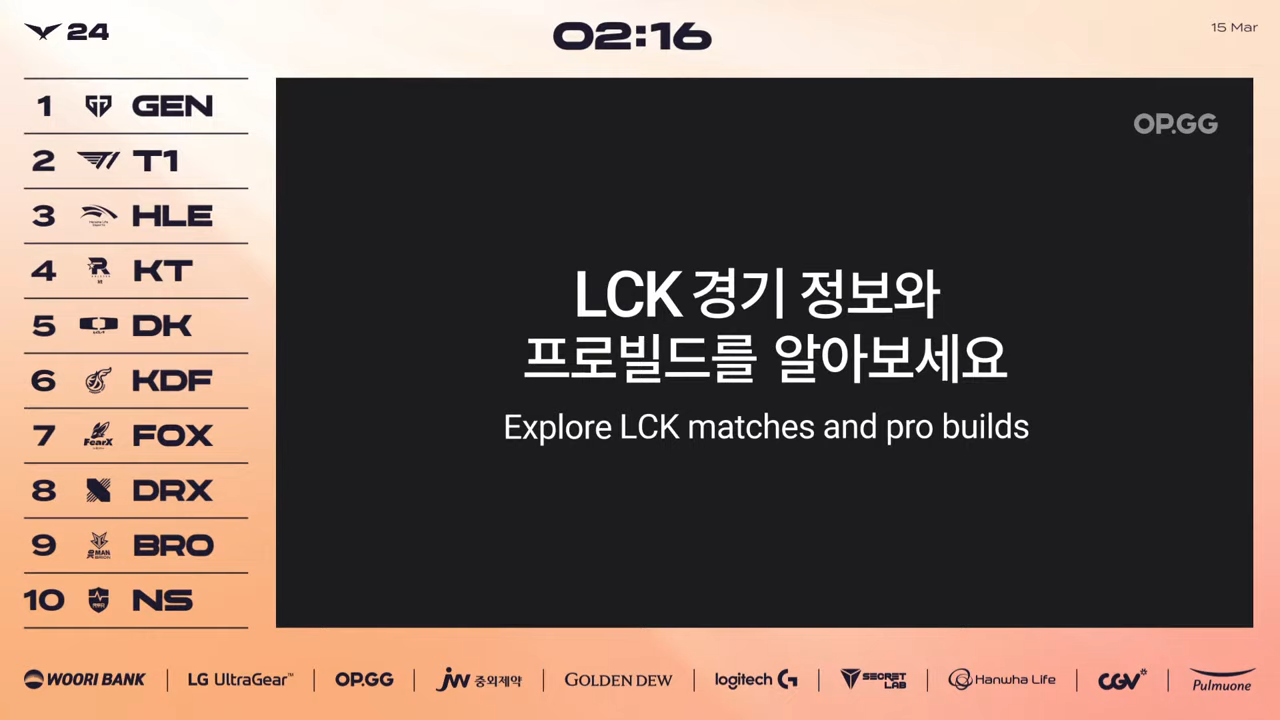 24
02:16
15 Mar
1 GEN
2 T1
3 HLE
4 KT
5 DK
6 KDF
7 FearX FOX
8 DRX
9 BRO
10 NS
OP.GG
LCK 경기 정보와
프로빌드를 알아보세요
Explore LCK matches and pro builds
WOORI BANK
LG UltraGear™
OP.GG
JW 중외제약
GOLDEN DEW
logitech G
SECRET LAB
Hanwha Life
CGV
Pulmuone